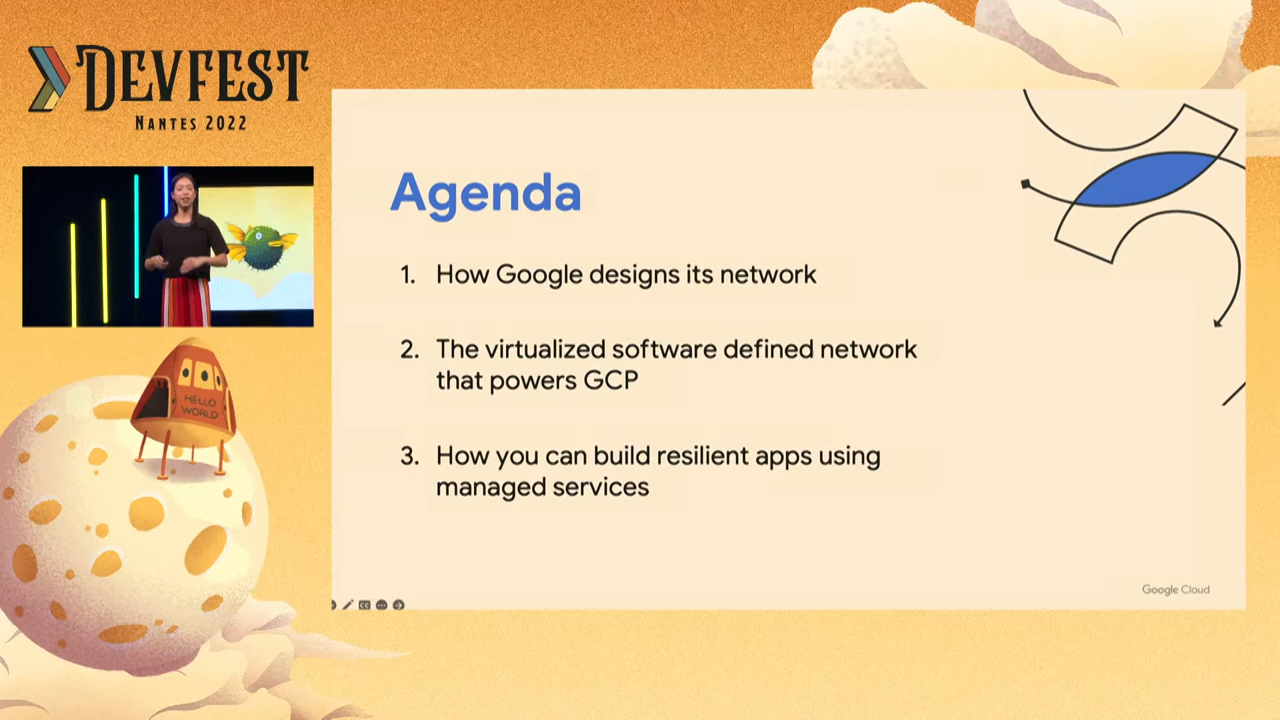 DEVFEST
NANTES 2022
Agenda
1. How Google designs its network
2. The virtualized software defined network
that powers GCP
3. How you can build resilient apps using
managed services
HELLO
WORLD
Google Cloud